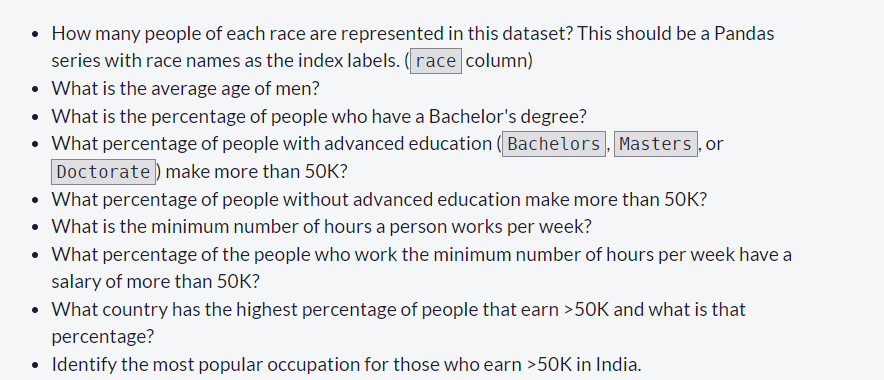 How many people of each race are represented in this dataset? This should be a Pandas
series with race names as the index labels. ( race column)
What is the average age of men?
What is the percentage of people who have a Bachelor's degree?
What percentage of people with advanced education ( Bachelors , Masters , or
Doctorate ) make more than 50K?
What percentage of people without advanced education make more than 50K?
What is the minimum number of hours a person works per week?
What percentage of the people who work the minimum number of hours per week have a
salary of more than 50K?
What country has the highest percentage of people that earn >50K and what is that
percentage?
Identify the most popular occupation for those who earn >50K in India.